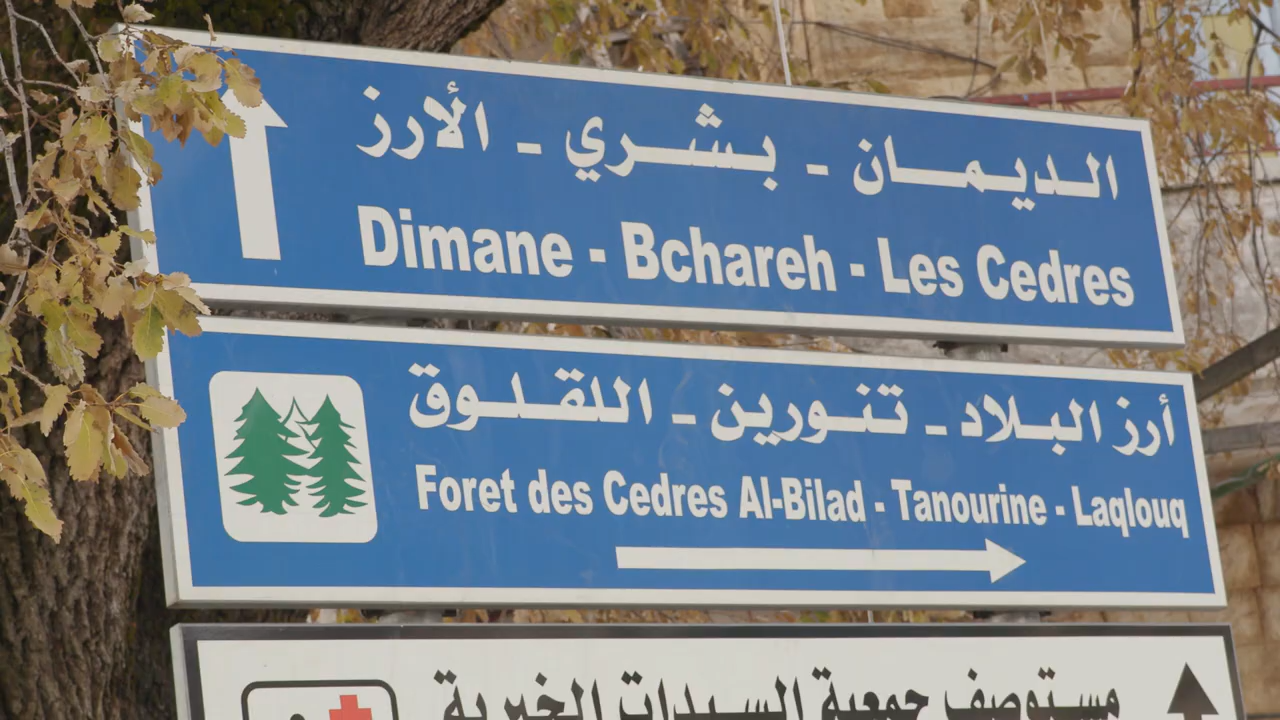 الديمان - بشري - الأرز
Dimane - Bchareh - Les Cedres
أرز البلاد - تنورين - اللقلوق
Foret des Cedres Al-Bilad - Tanourine - Laqlouq
مستوصف جمعية السيدات الخيرية